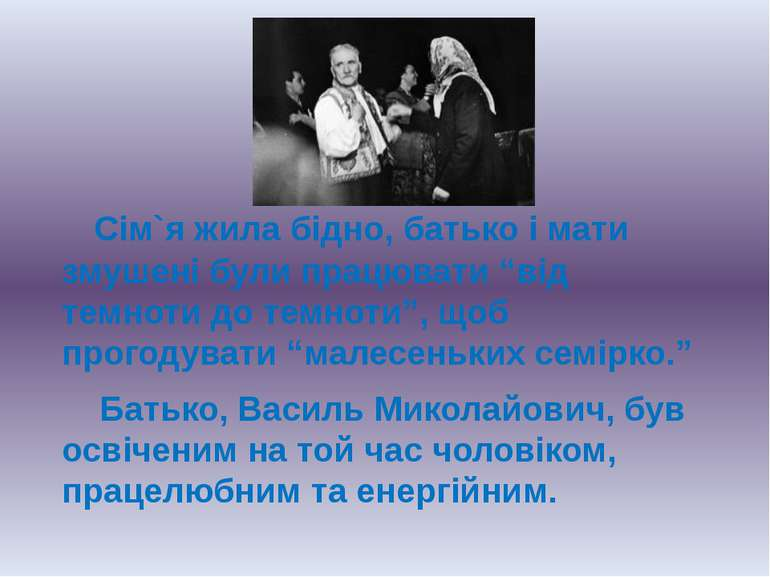 Сім`я жила бідно, батько і мати
змушені були працювати “від
темноти до темноти”, щоб
прогодувати “малесеньких семірко.”
Батько, Василь Миколайович, був
освіченим на той час чоловіком,
працелюбним та енергійним.